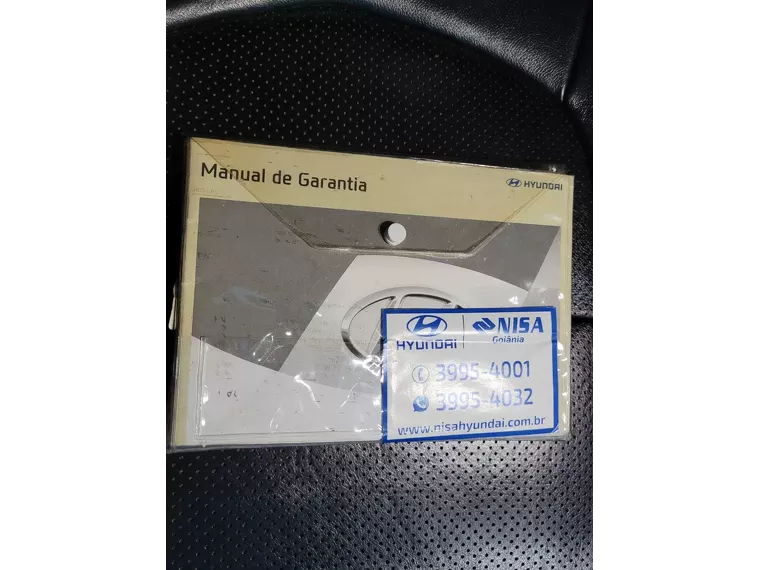 Manual de Garantia
HYUNDAI
HYUNDAI
NISA
Goiânia
3995-4001
3995-4032
www.nisahyundai.com.br